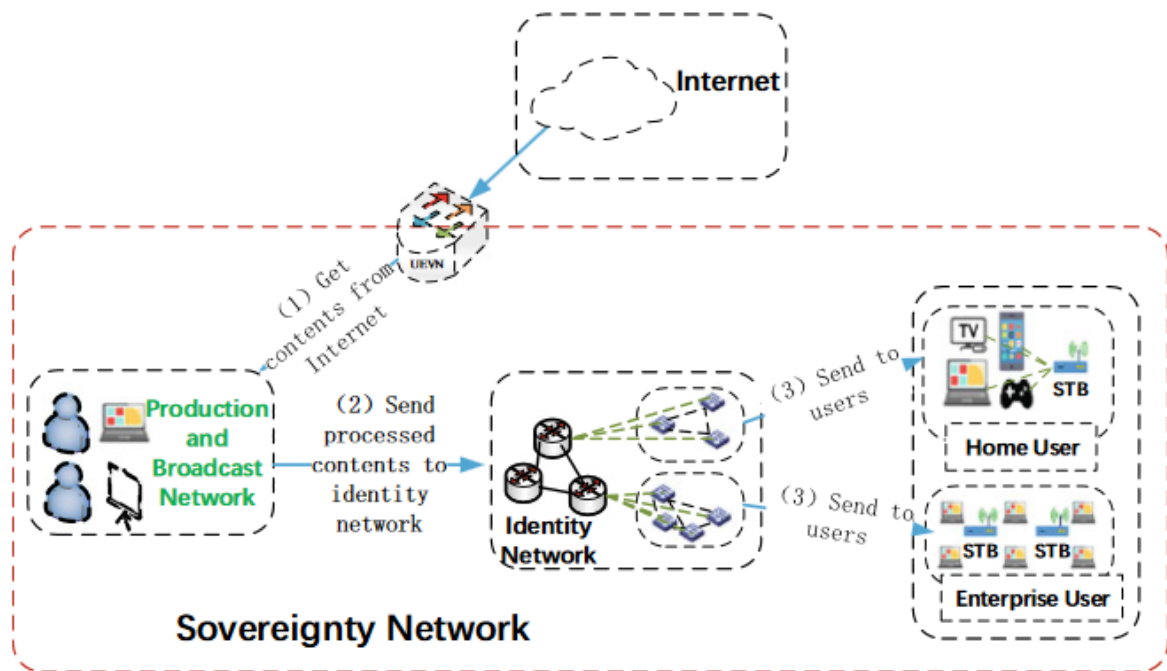 Internet
UEVN
(1) Get
contents from
Internet
Production
and
Broadcast
Network
(2) Send
processed
contents to
identity
network
Identity
Network
(3) Send to
users
(3) Send to
users
TV
STB
Home User
STB
STB
Enterprise User
Sovereignty Network